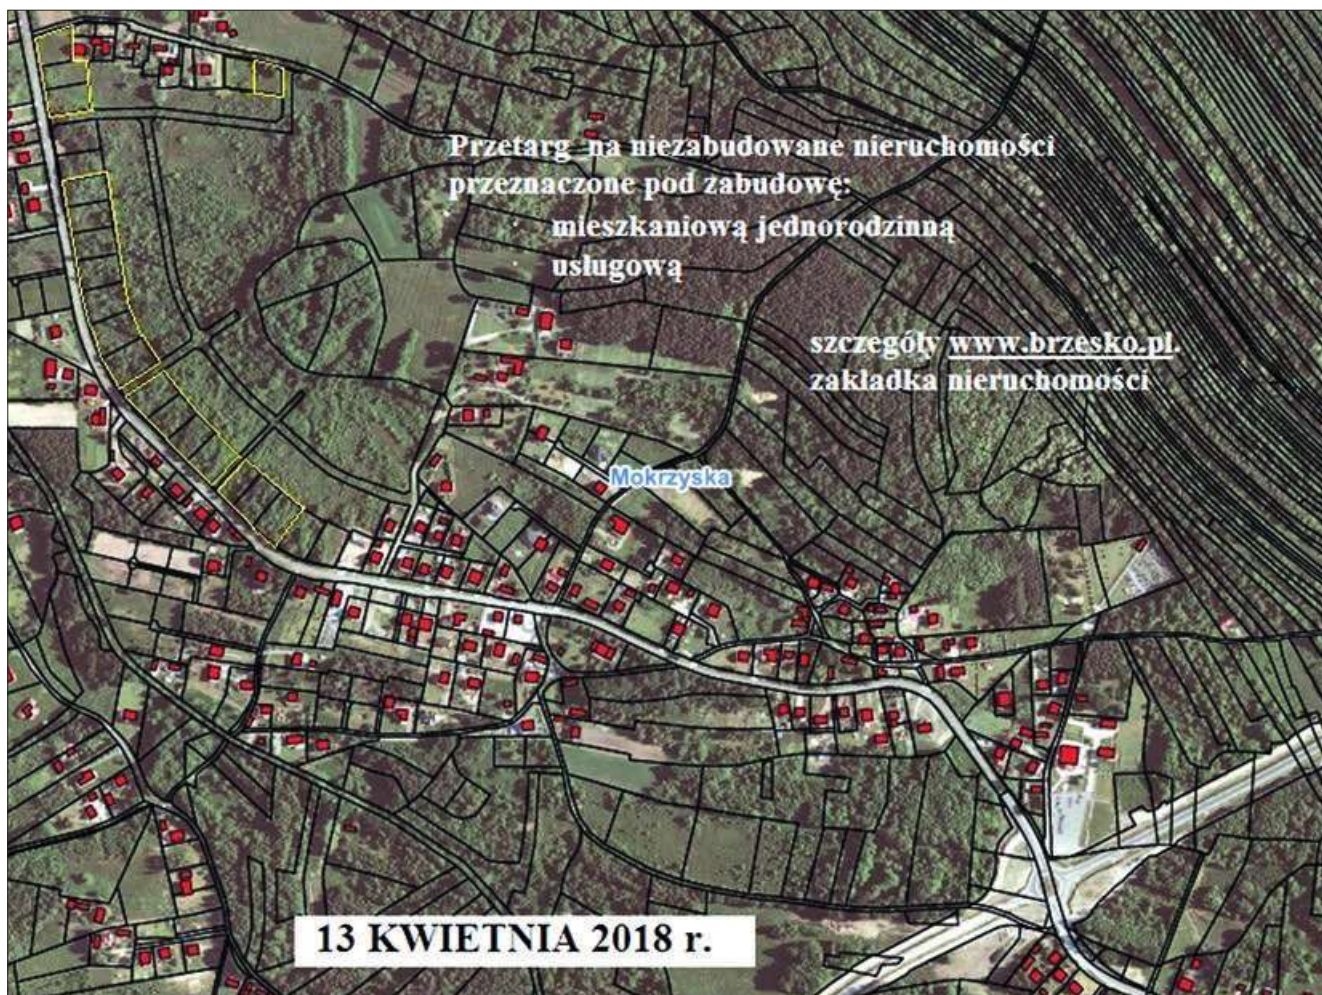 Przetarg na niezabudowane nieruchomości
przeznaczone pod zabudowę:
mieszkaniową jednorodzinną
usługową
szczegóły www.brzesko.pl.
zakładka nieruchomości
Mokrzyska
13 KWIETNIA 2018 r.